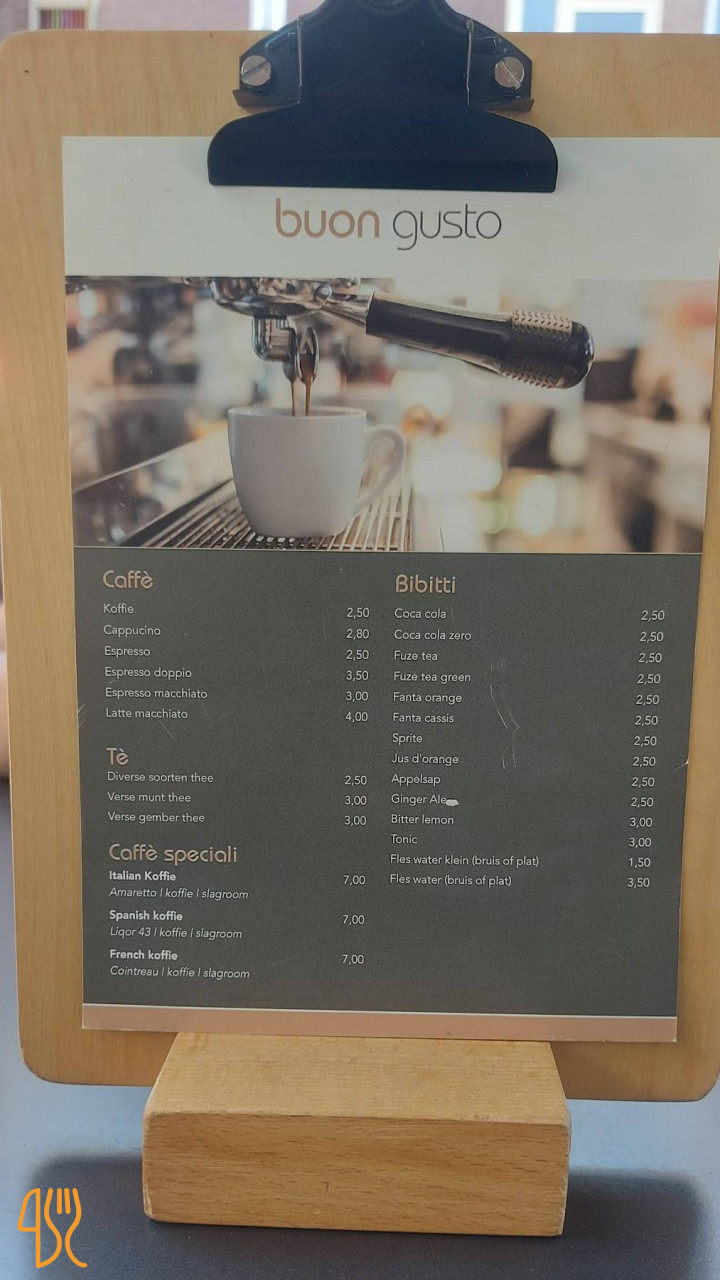 buon gusto
Caffè
Koffie 2,50
Cappucino 2,80
Espresso 2,50
Espresso doppio 3,50
Espresso macchiato 3,00
Latte macchiato 4,00
Tè
Diverse soorten thee 2,50
Verse munt thee 3,00
Verse gember thee 3,00
Caffè speciali
Italian Koffie 7,00
Amaretto | koffie | slagroom
Spanish koffie 7,00
Liqor 43 | koffie | slagroom
French koffie 7,00
Cointreau | koffie | slagroom
Bibitti
Coca cola 2,50
Coca cola zero 2,50
Fuze tea 2,50
Fuze tea green 2,50
Fanta orange 2,50
Fanta cassis 2,50
Sprite 2,50
Jus d'orange 2,50
Appelsap 2,50
Ginger Ale 2,50
Bitter lemon 3,00
Tonic 3,00
Fles water klein (bruis of plat) 1,50
Fles water (bruis of plat) 3,50